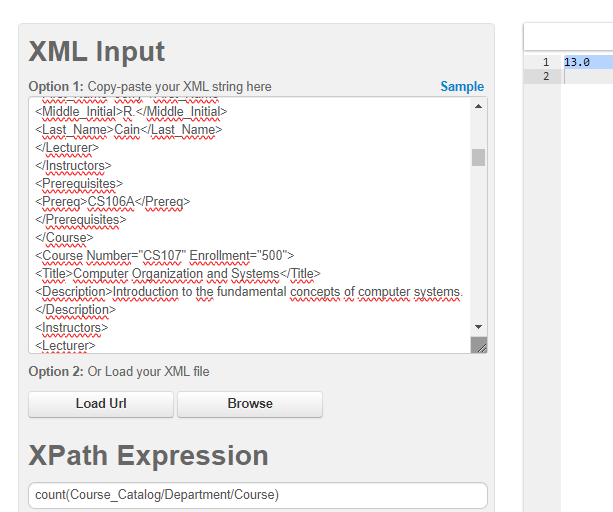 XML Input
Option 1: Copy-paste your XML string here Sample
<Middle_Initial>R.</Middle_Initial>
<Last_Name>Cain</Last_Name>
</Lecturer>
</Instructors>
<Prerequisites>
<Prereq>CS106A</Prereq>
</Prerequisites>
</Course>
<Course Number="CS107" Enrollment="500">
<Title>Computer Organization and Systems</Title>
<Description>Introduction to the fundamental concepts of computer systems.
</Description>
<Instructors>
<Lecturer>
Option 2: Or Load your XML file
Load Url Browse
XPath Expression
count(Course_Catalog/Department/Course)
1 13.0
2